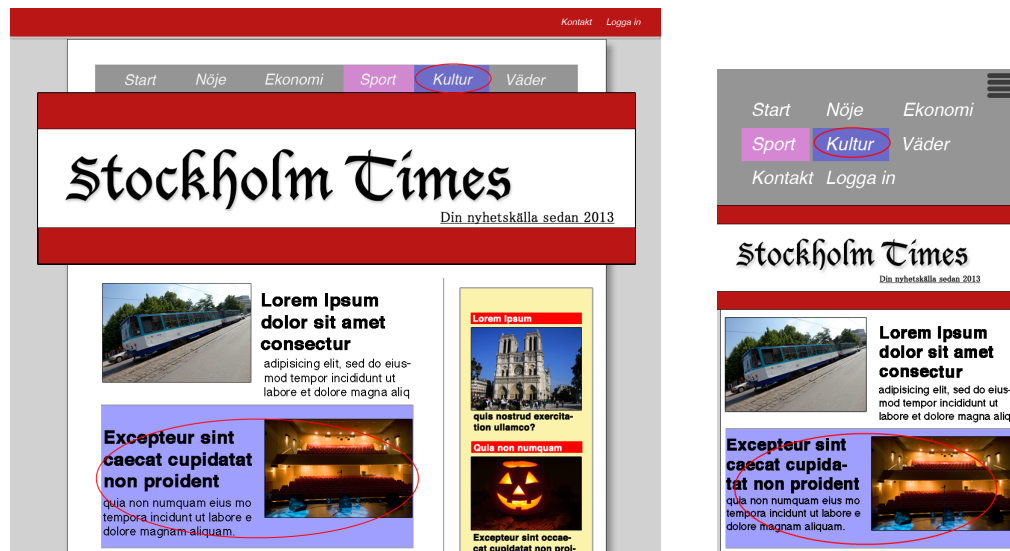 Kontakt Logga in
Start Nöje Ekonomi Sport Kultur Väder
Stockholm Times
Din nyhetskälla sedan 2013
Lorem Ipsum
dolor sit amet
consectur
adipisicing elit, sed do eius-
mod tempor incididunt ut
labore et dolore magna aliq
Excepteur sint
caecat cupidatat
non proident
quia non numquam eius mo
tempora incidunt ut labore e
dolore magnam aliquam.
Lorem Ipsum
quis nostrud exercita-
tion ullamco?
Quia non numquam
Excepteur sint occae-
cat cupidatat non proi-
Start Nöje Ekonomi
Sport Kultur Väder
Kontakt Logga in
Stockholm Times
Din nyhetskälla sedan 2013
Lorem Ipsum
dolor sit amet
consectur
adipisicing elit, sed do eius-
mod tempor incididunt ut
labore et dolore magna aliq
Excepteur sint
caecat cupida-
tat non proident
quia non numquam eius mo
tempora incidunt ut labore e
dolore magnam aliquam.